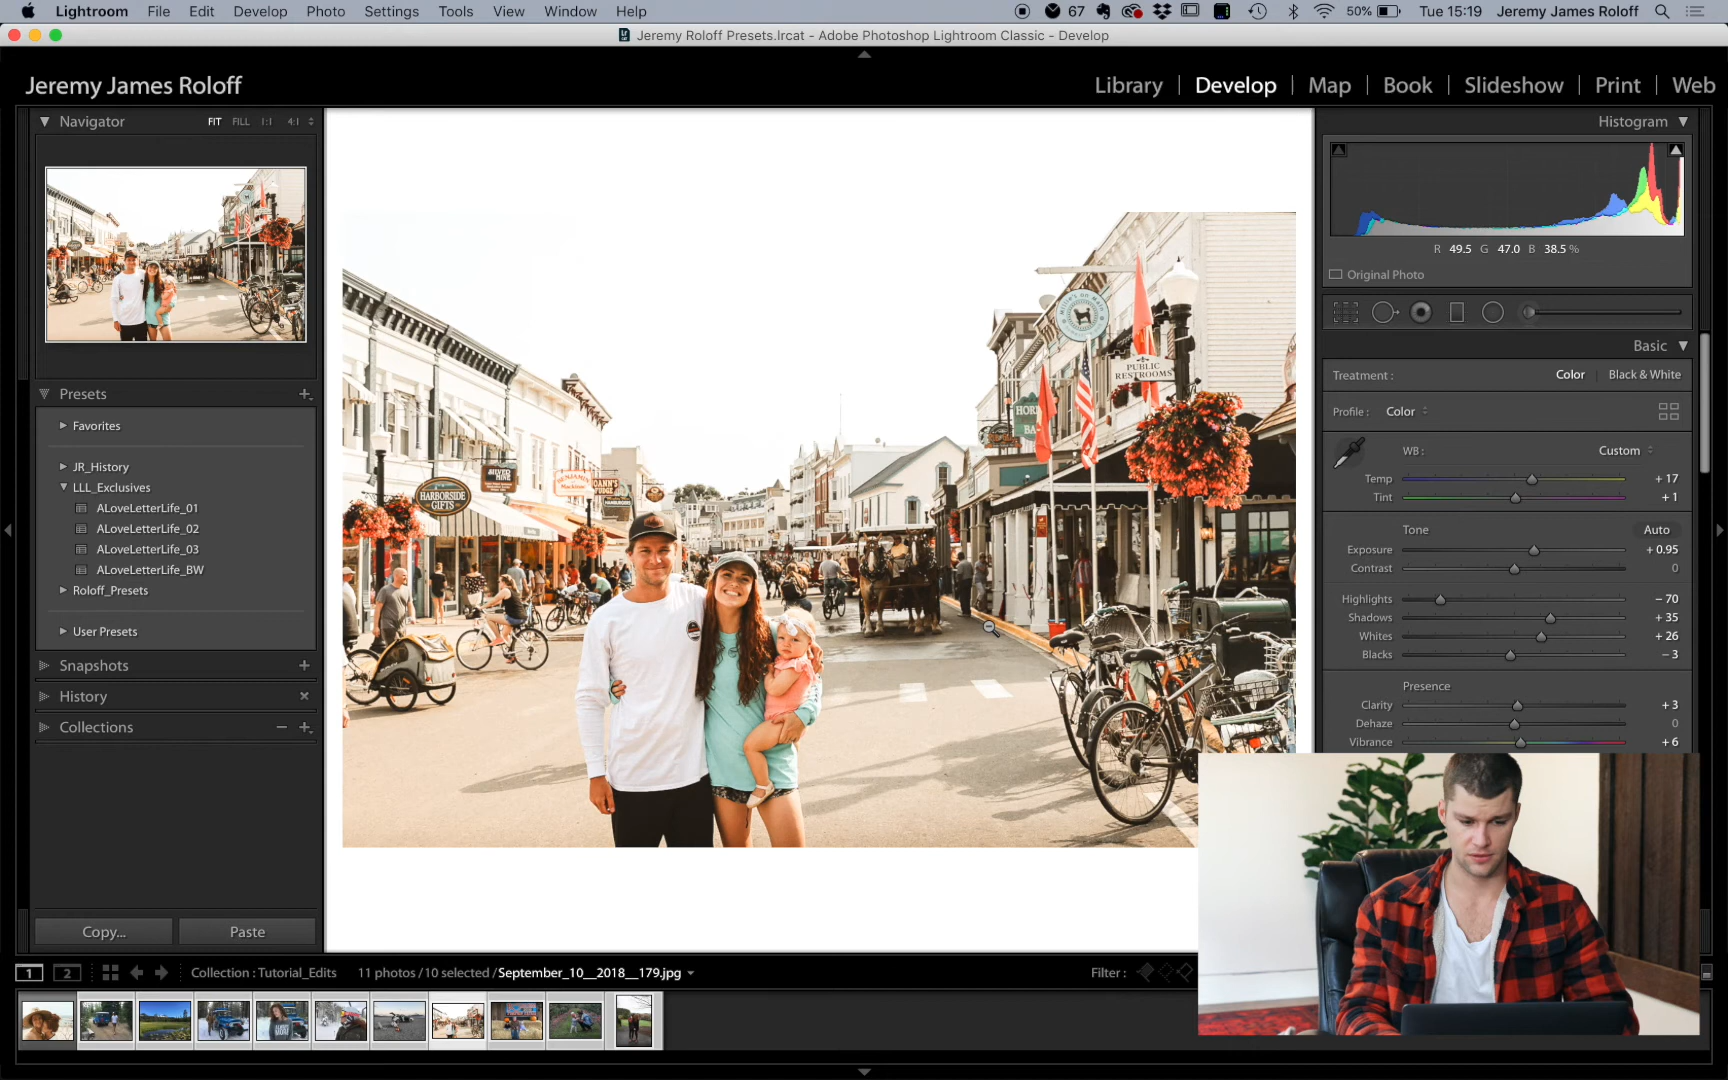 Lightroom File Edit Develop Photo Settings Tools View Window Help 67 50% Tue 15:19 Jeremy James Roloff
Jeremy Roloff Presets.lrcat - Adobe Photoshop Lightroom Classic - Develop
Jeremy James Roloff
Library | Develop | Map | Book | Slideshow | Print | Web
Navigator FIT FILL 1:1 4:1
Presets
Favorites
JR_History
LLL_Exclusives
ALoveLetterLife_01
ALoveLetterLife_02
ALoveLetterLife_03
ALoveLetterLife_BW
Roloff_Presets
User Presets
Snapshots
History
Collections
Copy... Paste
PUBLIC
RESTROOMS
HARBORSIDE
GIFTS
Histogram
R 49.5 G 47.0 B 38.5 %
Original Photo
Basic
Treatment : Color | Black & White
Profile : Color
WB : Custom
Temp + 17
Tint + 1
Tone Auto
Exposure + 0.95
Contrast 0
Highlights − 70
Shadows + 35
Whites + 26
Blacks − 3
Presence
Clarity + 3
Dehaze 0
Vibrance + 6
1 2 Collection : Tutorial_Edits 11 photos / 10 selected / September_10__2018__179.jpg Filter :